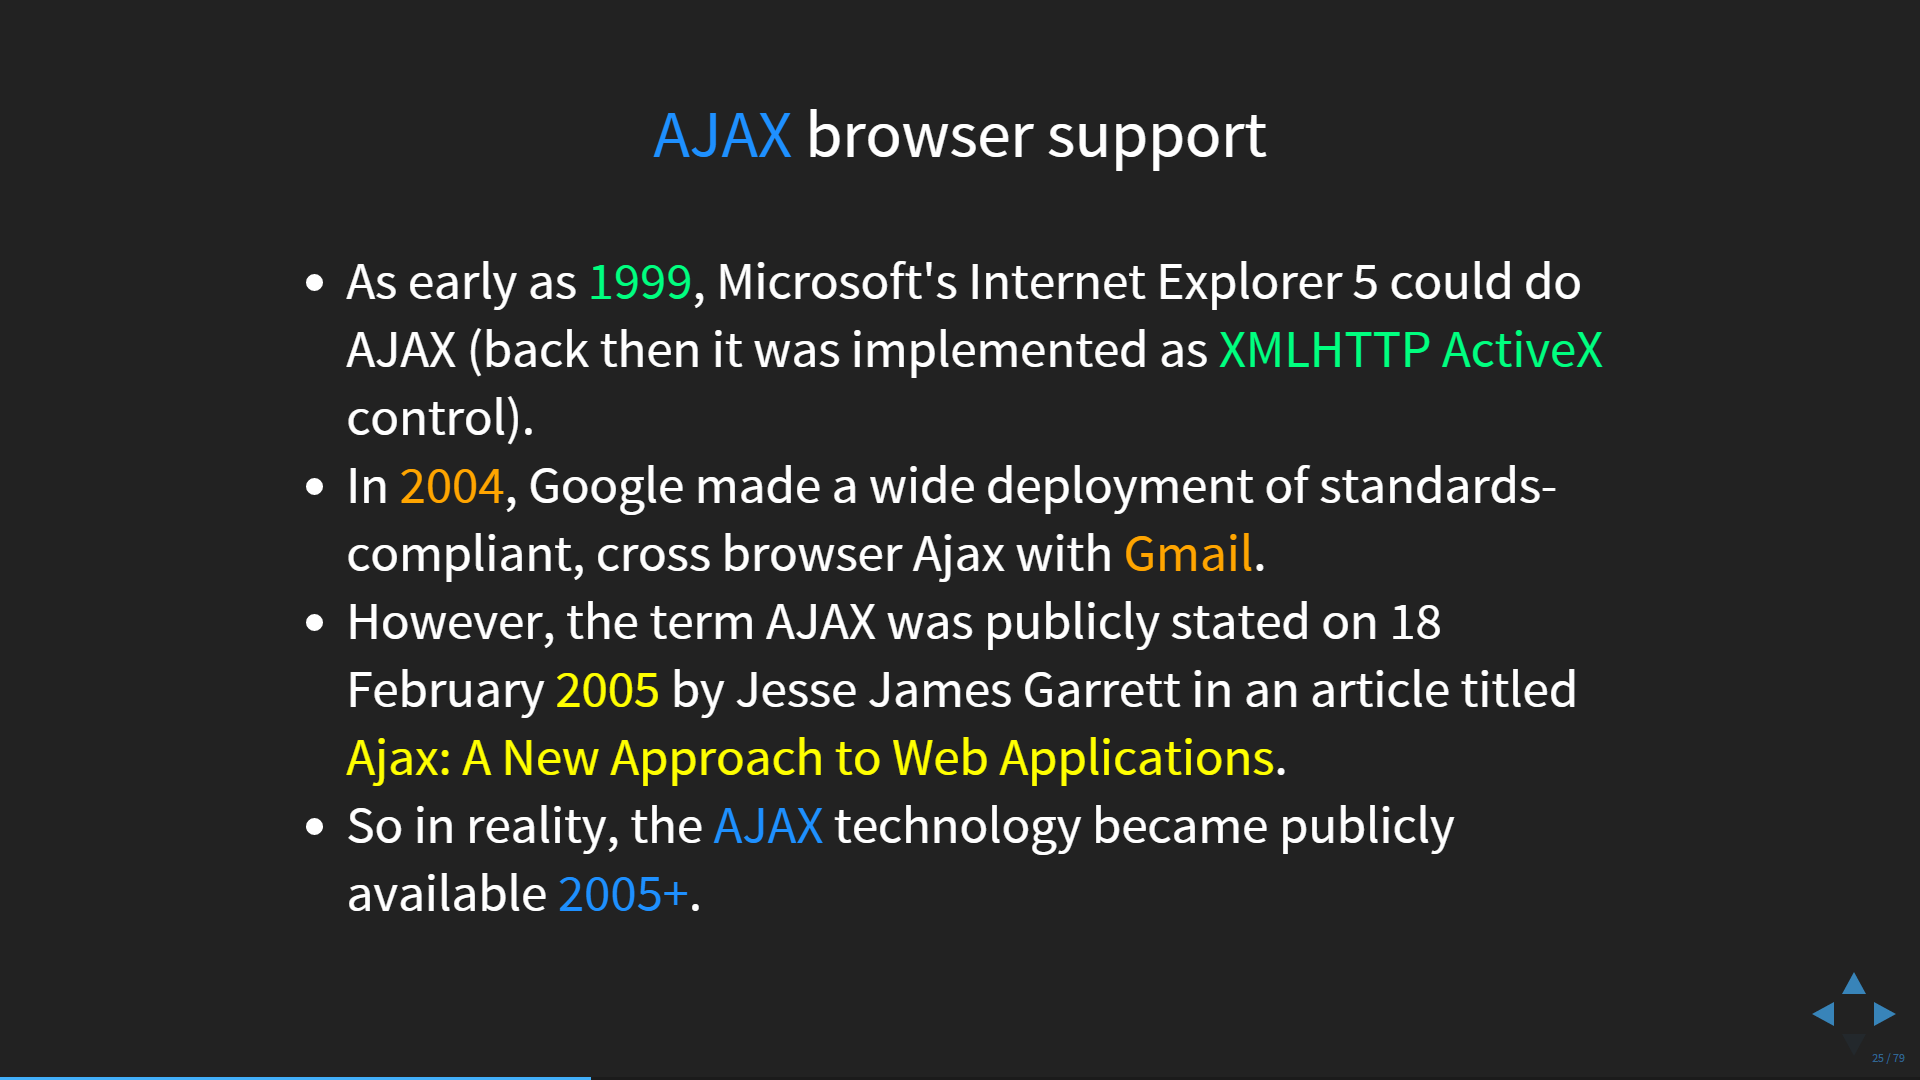 AJAX browser support
• As early as 1999, Microsoft's Internet Explorer 5 could do
AJAX (back then it was implemented as XMLHTTP ActiveX
control).
• In 2004, Google made a wide deployment of standards-
compliant, cross browser Ajax with Gmail.
• However, the term AJAX was publicly stated on 18
February 2005 by Jesse James Garrett in an article titled
Ajax: A New Approach to Web Applications.
• So in reality, the AJAX technology became publicly
available 2005+.
25 / 79